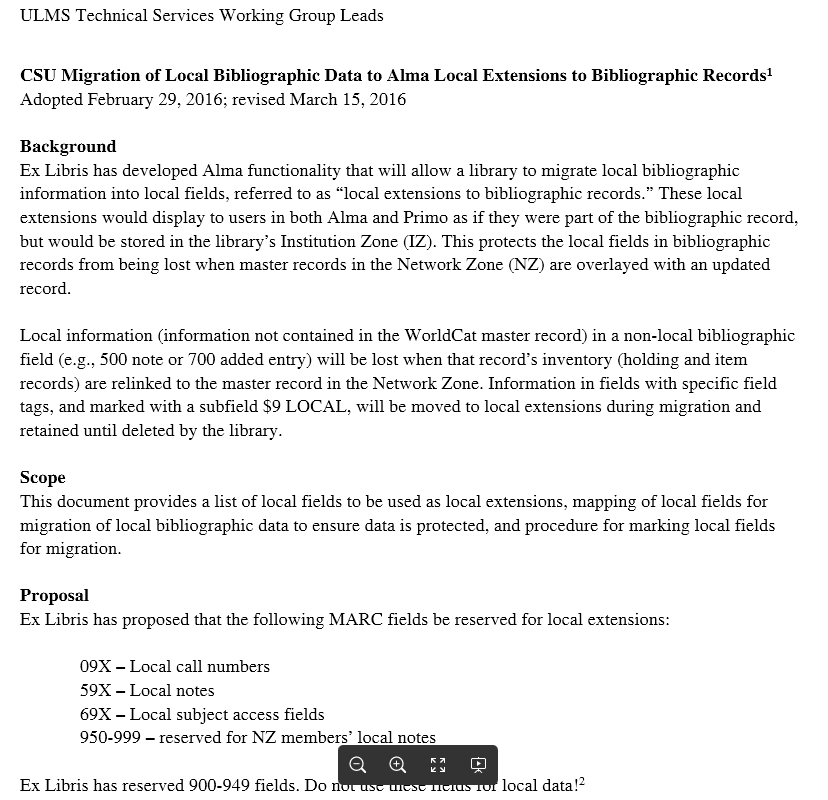 ULMS Technical Services Working Group Leads
CSU Migration of Local Bibliographic Data to Alma Local Extensions to Bibliographic Records¹
Adopted February 29, 2016; revised March 15, 2016
Background
Ex Libris has developed Alma functionality that will allow a library to migrate local bibliographic
information into local fields, referred to as “local extensions to bibliographic records.” These local
extensions would display to users in both Alma and Primo as if they were part of the bibliographic record,
but would be stored in the library’s Institution Zone (IZ). This protects the local fields in bibliographic
records from being lost when master records in the Network Zone (NZ) are overlayed with an updated
record.
Local information (information not contained in the WorldCat master record) in a non-local bibliographic
field (e.g., 500 note or 700 added entry) will be lost when that record’s inventory (holding and item
records) are relinked to the master record in the Network Zone. Information in fields with specific field
tags, and marked with a subfield $9 LOCAL, will be moved to local extensions during migration and
retained until deleted by the library.
Scope
This document provides a list of local fields to be used as local extensions, mapping of local fields for
migration of local bibliographic data to ensure data is protected, and procedure for marking local fields
for migration.
Proposal
Ex Libris has proposed that the following MARC fields be reserved for local extensions:
09X – Local call numbers
59X – Local notes
69X – Local subject access fields
950-999 – reserved for NZ members’ local notes
Ex Libris has reserved 900-949 fields. Do not use these fields for local data!²